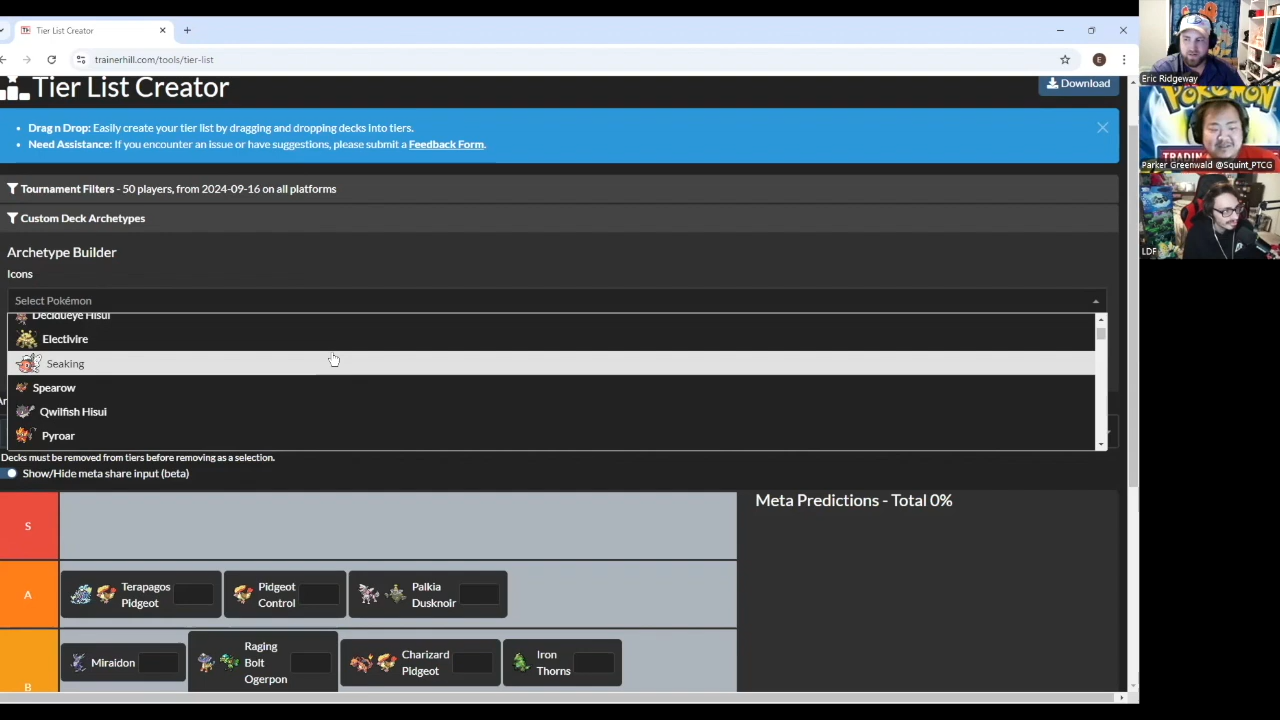 Tier List Creator
trainerhill.com/tools/tier-list
E
Tier List Creator
Download
Drag n Drop: Easily create your tier list by dragging and dropping decks into tiers.
Need Assistance: If you encounter an issue or have suggestions, please submit a Feedback Form.
Tournament Filters - 50 players, from 2024-09-16 on all platforms
Custom Deck Archetypes
Archetype Builder
Icons
Select Pokémon
Decidueye Hisui
Electivire
Seaking
Spearow
Qwilfish Hisui
Pyroar
Ar
Decks must be removed from tiers before removing as a selection.
Show/Hide meta share input (beta)
S
Meta Predictions - Total 0%
A
Terapagos
Pidgeot
Pidgeot
Control
Palkia
Dusknoir
B
Miraidon
Raging
Bolt
Ogerpon
Charizard
Pidgeot
Iron
Thorns
Eric Ridgeway
POKÉMON
Parker Greenwald @Squint_PTCG
LDF